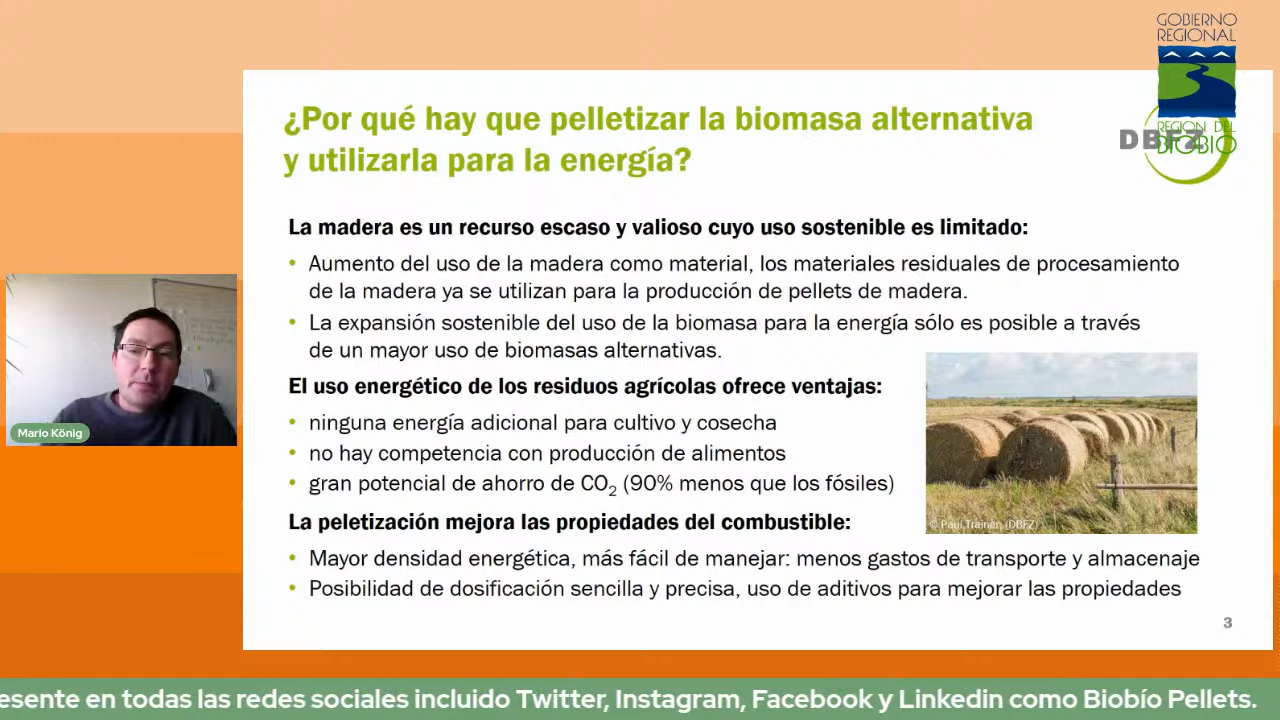 GOBIERNO
REGIONAL
REGION DEL
BIOBIO
DBFZ
¿Por qué hay que pelletizar la biomasa alternativa
y utilizarla para la energía?
La madera es un recurso escaso y valioso cuyo uso sostenible es limitado:
• Aumento del uso de la madera como material, los materiales residuales de procesamiento
de la madera ya se utilizan para la producción de pellets de madera.
• La expansión sostenible del uso de la biomasa para la energía sólo es posible a través
de un mayor uso de biomasas alternativas.
El uso energético de los residuos agrícolas ofrece ventajas:
• ninguna energía adicional para cultivo y cosecha
• no hay competencia con producción de alimentos
• gran potencial de ahorro de CO₂ (90% menos que los fósiles)
© Paul Trainer, (DBFZ)
La peletización mejora las propiedades del combustible:
• Mayor densidad energética, más fácil de manejar: menos gastos de transporte y almacenaje
• Posibilidad de dosificación sencilla y precisa, uso de aditivos para mejorar las propiedades
3
Mario König
esente en todas las redes sociales incluido Twitter, Instagram, Facebook y Linkedin como Biobío Pellets.